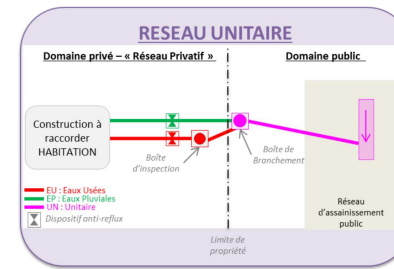 RESEAU UNITAIRE
Domaine privé – « Réseau Privatif »
Domaine public
Construction à
raccorder
HABITATION
Boîte
d'inspection
Boîte de
Branchement
EU : Eaux Usées
EP : Eaux Pluviales
UN : Unitaire
Dispositif anti-reflux
Réseau
d'assainissement
public
Limite de
propriété